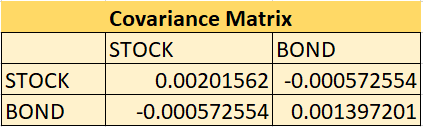 Covariance Matrix
STOCK BOND
STOCK 0.00201562 -0.000572554
BOND -0.000572554 0.001397201